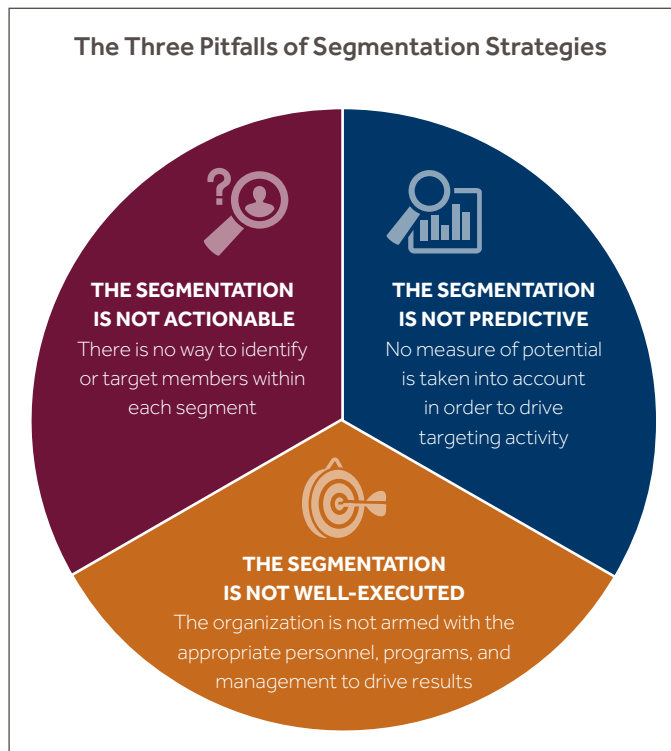 The Three Pitfalls of Segmentation Strategies
?
THE SEGMENTATION
IS NOT ACTIONABLE
There is no way to identify
or target members within
each segment
THE SEGMENTATION
IS NOT PREDICTIVE
No measure of potential
is taken into account
in order to drive
targeting activity
THE SEGMENTATION
IS NOT WELL-EXECUTED
The organization is not armed with the
appropriate personnel, programs, and
management to drive results